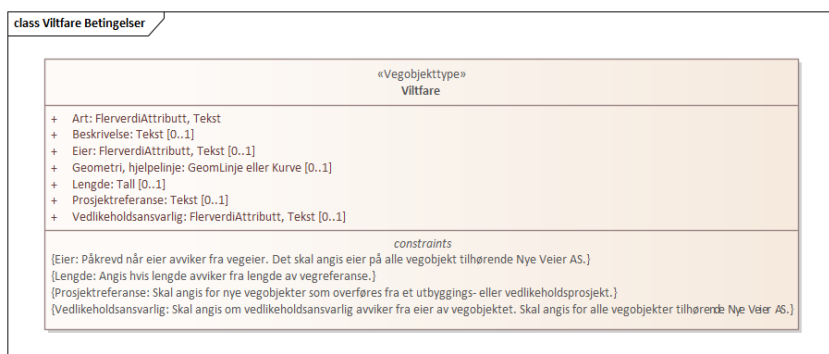 class Viltfare Betingelser
«Vegobjekttype»
Viltfare
+ Art: FlerverdiAttributt, Tekst
+ Beskrivelse: Tekst [0..1]
+ Eier: FlerverdiAttributt, Tekst [0..1]
+ Geometri, hjelpelinje: GeomLinje eller Kurve [0..1]
+ Lengde: Tall [0..1]
+ Prosjektreferanse: Tekst [0..1]
+ Vedlikeholdsansvarlig: FlerverdiAttributt, Tekst [0..1]
constraints
{Eier: Påkrevd når eier avviker fra vegeier. Det skal angis eier på alle vegobjekt tilhørende Nye Veier AS.}
{Lengde: Angis hvis lengde avviker fra lengde av vegreferanse.}
{Prosjektreferanse: Skal angis for nye vegobjekter som overføres fra et utbyggings- eller vedlikeholdsprosjekt.}
{Vedlikeholdsansvarlig: Skal angis om vedlikeholdsansvarlig avviker fra eier av vegobjektet. Skal angis for alle vegobjekter tilhørende Nye Veier AS.}